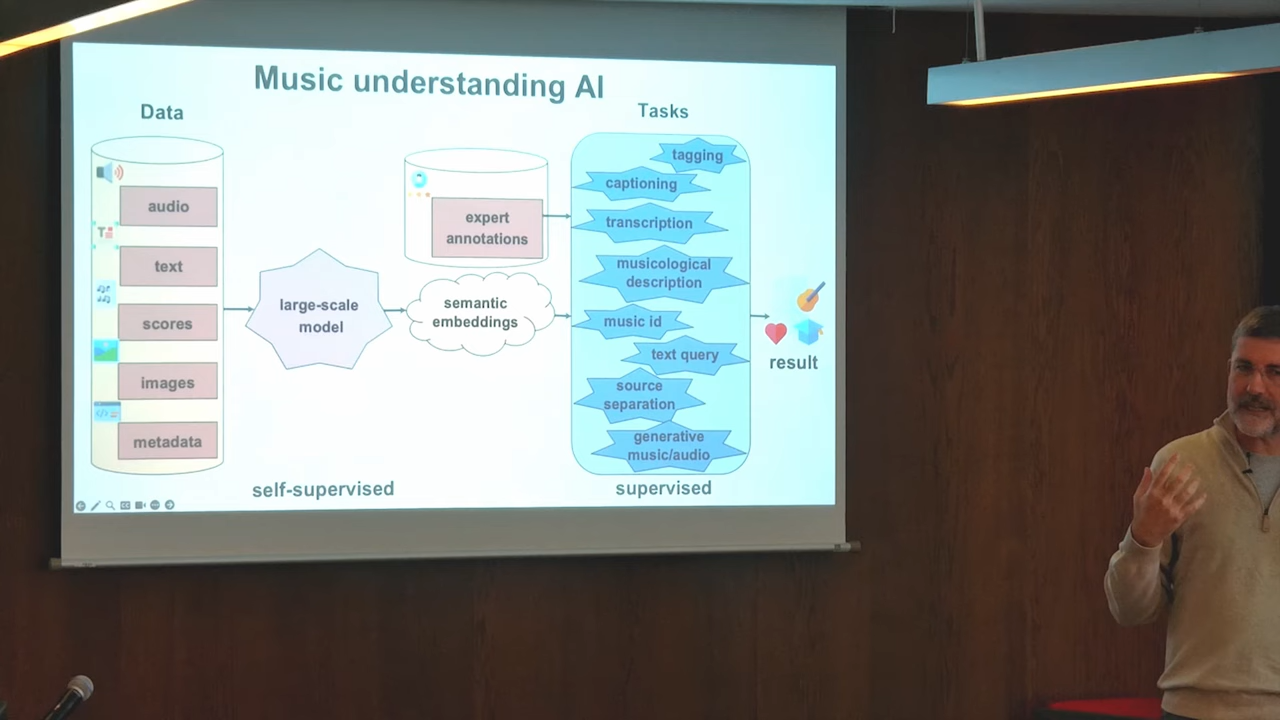 Music understanding AI
Data
Tasks
audio
text
scores
images
metadata
large-scale
model
expert
annotations
semantic
embeddings
tagging
captioning
transcription
musicological
description
music id
text query
source
separation
generative
music/audio
result
self-supervised
supervised